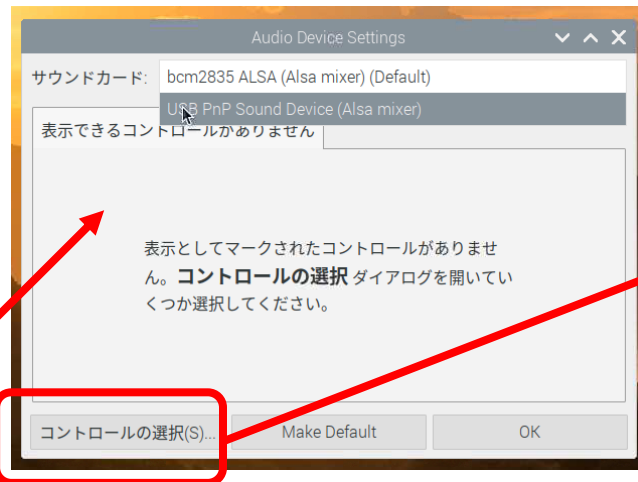 Audio Device Settings
サウンドカード: bcm2835 ALSA (Alsa mixer) (Default)
USB PnP Sound Device (Alsa mixer)
表示できるコントロールがありません
表示としてマークされたコントロールがありませ
ん。コントロールの選択 ダイアログを開いてい
くつか選択してください。
コントロールの選択(S)... Make Default OK